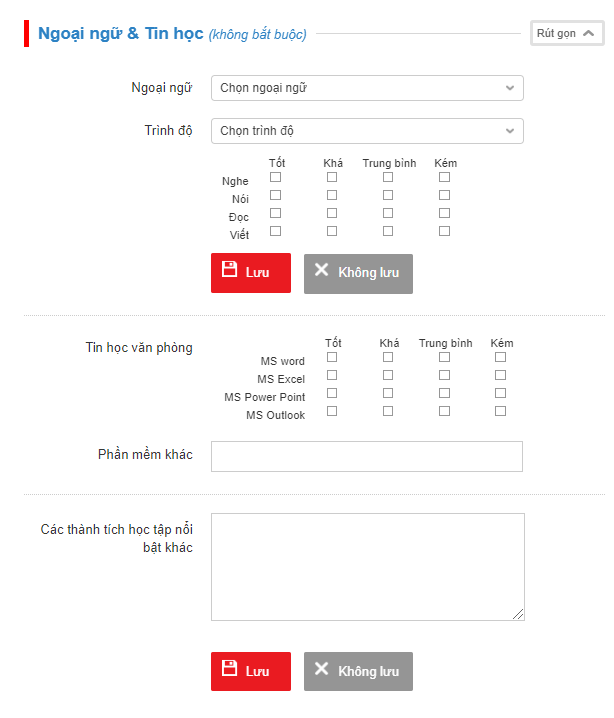 Ngoại ngữ & Tin học (không bắt buộc) Rút gọn
Ngoại ngữ Chọn ngoại ngữ
Trình độ Chọn trình độ
Tốt Khá Trung bình Kém
Nghe
Nói
Đọc
Viết
Lưu Không lưu
Tin học văn phòng Tốt Khá Trung bình Kém
MS word
MS Excel
MS Power Point
MS Outlook
Phần mềm khác
Các thành tích học tập nổi
bật khác
Lưu Không lưu